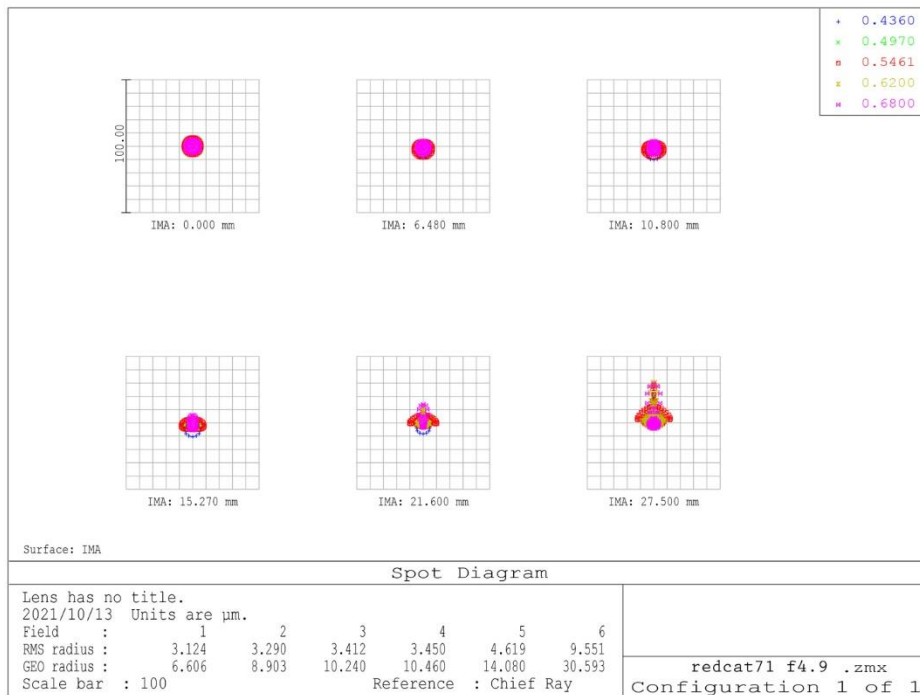 + 0.4360
× 0.4970
0.5461
0.6200
0.6800
100.00
IMA: 0.000 mm
IMA: 6.480 mm
IMA: 10.800 mm
IMA: 15.270 mm
IMA: 21.600 mm
IMA: 27.500 mm
Surface: IMA
Spot Diagram
Lens has no title.
2021/10/13 Units are µm.
Field : 1 2 3 4 5 6
RMS radius : 3.124 3.290 3.412 3.450 4.619 9.551
GEO radius : 6.606 8.903 10.240 10.460 14.080 30.593
Scale bar : 100 Reference : Chief Ray
redcat71 f4.9 .zmx
Configuration 1 of 1